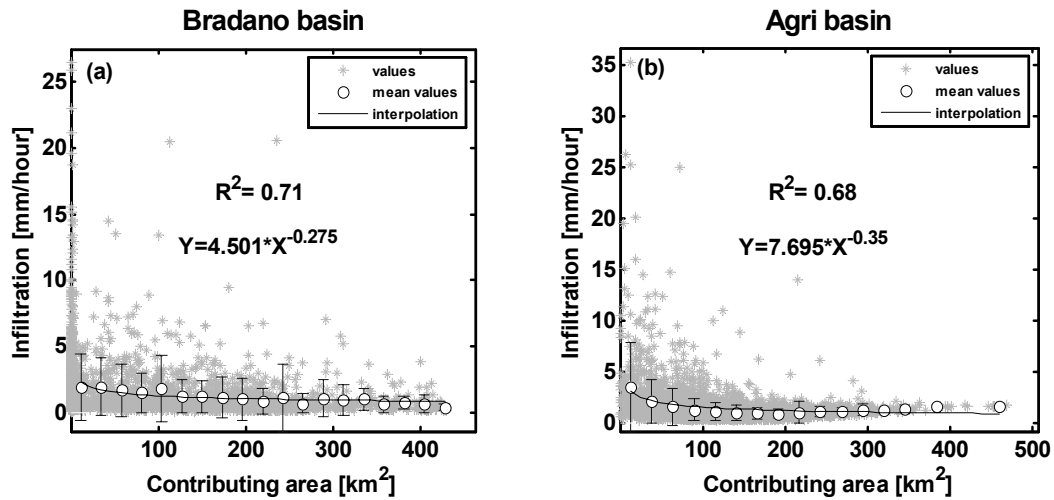 Bradano basin
Agri basin
(a)
values
mean values
interpolation
R²= 0.71
Y=4.501*X^-0.275
Infiltration [mm/hour]
25
20
15
10
5
0
100
200
300
400
Contributing area [km²]
(b)
values
mean values
interpolation
R²= 0.68
Y=7.695*X^-0.35
Infiltration [mm/hour]
35
30
25
20
15
10
5
0
100
200
300
400
500
Contributing area [km²]